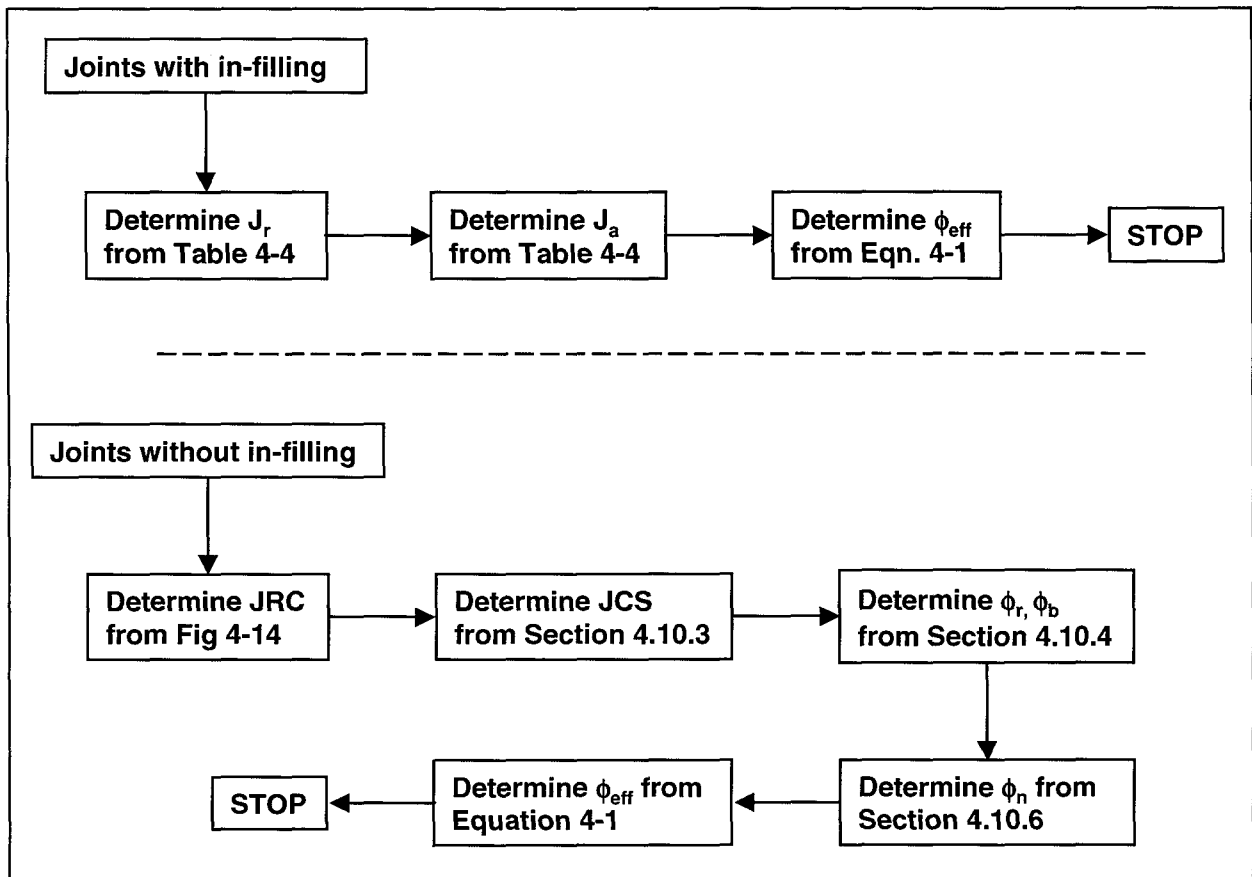 Joints with in-filling
Determine Jr
from Table 4-4
Determine Ja
from Table 4-4
Determine ϕeff
from Eqn. 4-1
STOP
Joints without in-filling
Determine JRC
from Fig 4-14
Determine JCS
from Section 4.10.3
Determine ϕr, ϕb
from Section 4.10.4
Determine ϕn from
Section 4.10.6
Determine ϕeff from
Equation 4-1
STOP